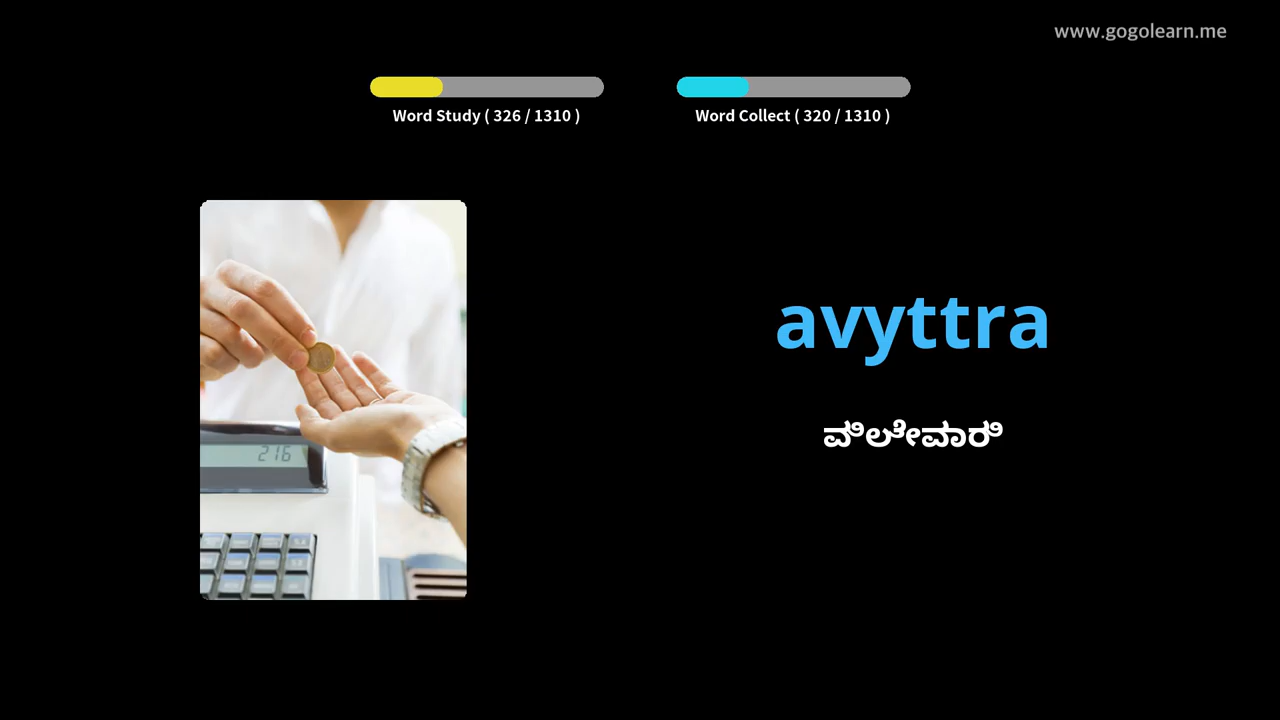 www.gogolearn.me
Word Study ( 326 / 1310 )
Word Collect ( 320 / 1310 )
216
avyttra
ವಿಲೇವಾರಿ